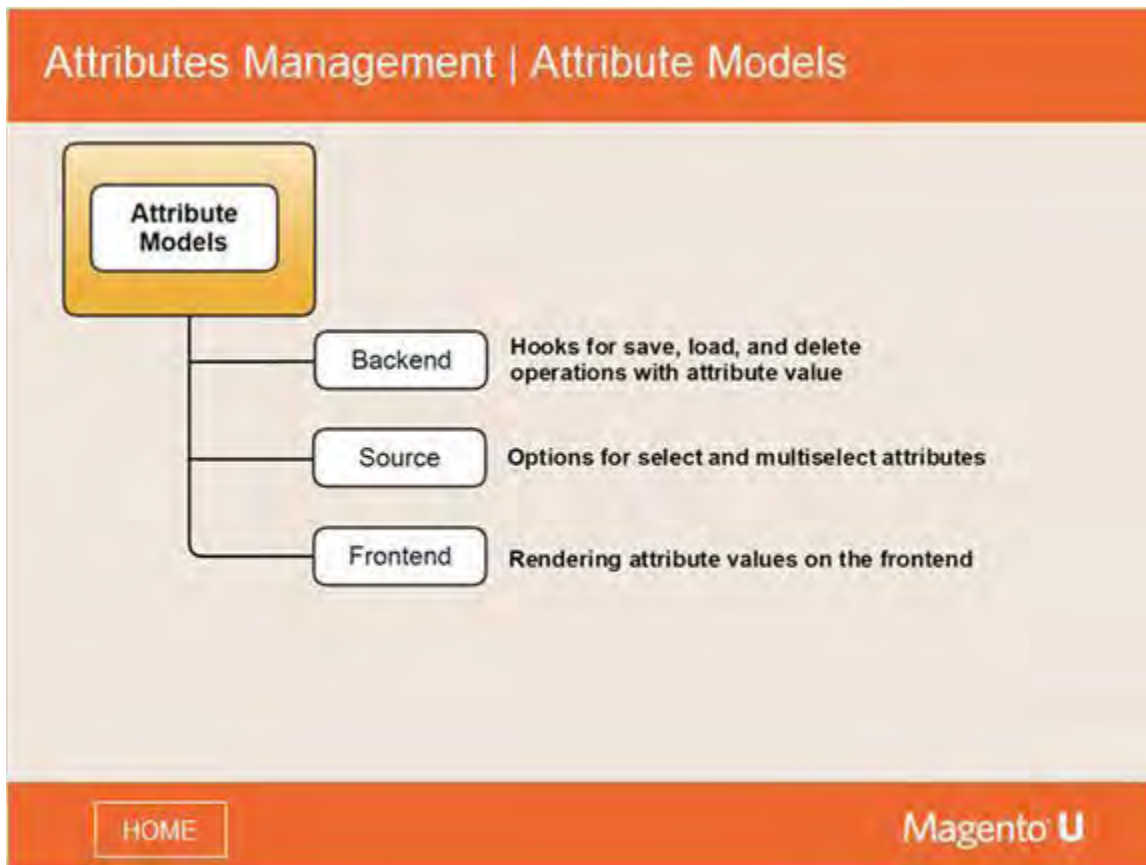 Attributes Management | Attribute Models
Attribute
Models
Backend
Hooks for save, load, and delete
operations with attribute value
Source
Options for select and multiselect attributes
Frontend
Rendering attribute values on the frontend
HOME
Magento U